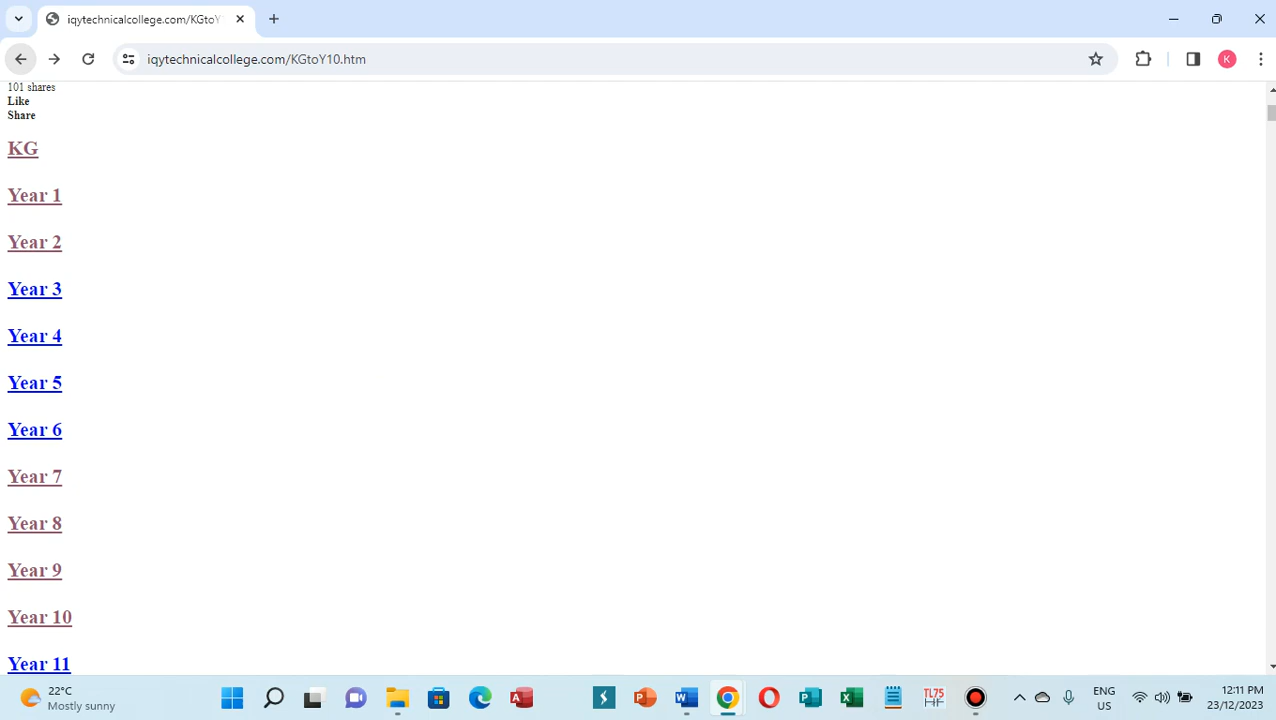 iqytechnicalcollege.com/KGtoY
iqytechnicalcollege.com/KGtoY10.htm
K
101 shares
Like
Share
KG
Year 1
Year 2
Year 3
Year 4
Year 5
Year 6
Year 7
Year 8
Year 9
Year 10
Year 11
22°C
Mostly sunny
TL75
ENG
US
12:11 PM
23/12/2023